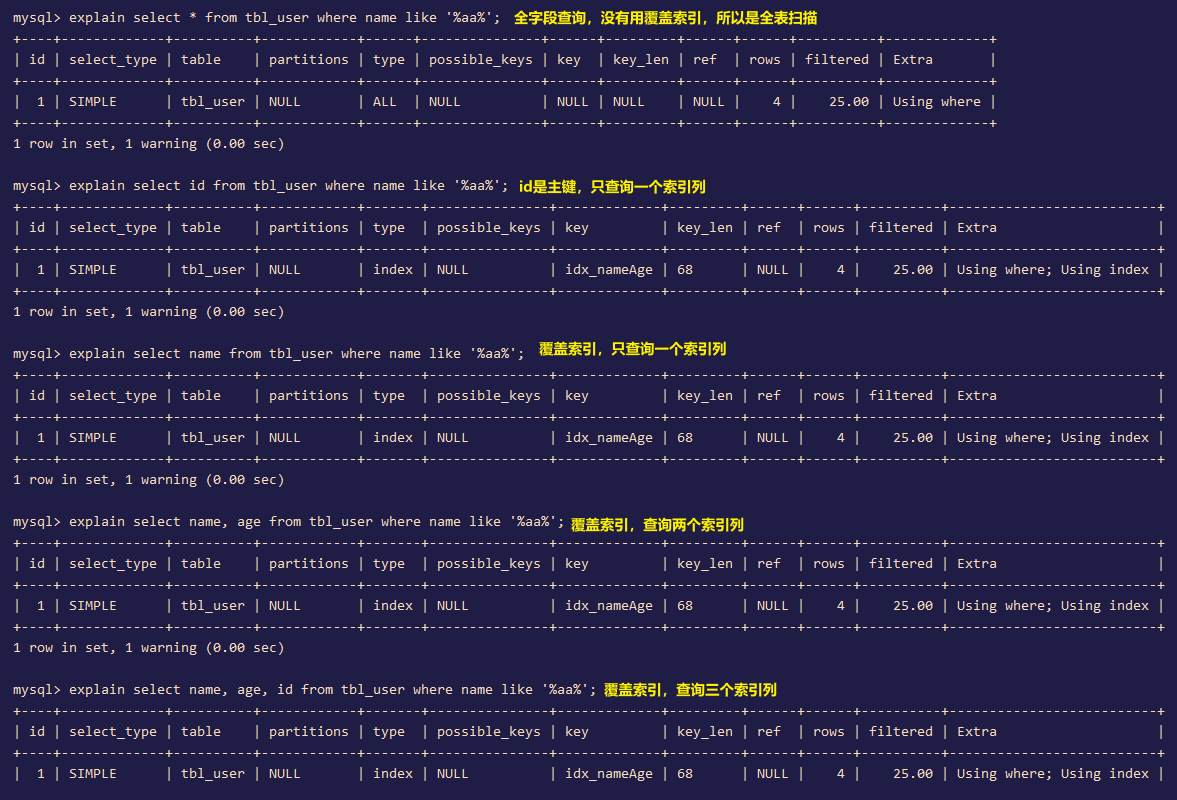 mysql> explain select * from tbl_user where name like '%aa%'; 全字段查询，没有用覆盖索引，所以是全表扫描
+----+-------------+----------+------------+------+---------------+------+---------+------+------+----------+-------------+
| id | select_type | table    | partitions | type | possible_keys | key  | key_len | ref  | rows | filtered | Extra       |
+----+-------------+----------+------------+------+---------------+------+---------+------+------+----------+-------------+
|  1 | SIMPLE      | tbl_user | NULL       | ALL  | NULL          | NULL | NULL    | NULL |    4 |    25.00 | Using where |
+----+-------------+----------+------------+------+---------------+------+---------+------+------+----------+-------------+
1 row in set, 1 warning (0.00 sec)
mysql> explain select id from tbl_user where name like '%aa%'; id是主键，只查询一个索引列
+----+-------------+----------+------------+-------+---------------+-------------+---------+------+------+----------+--------------------------+
| id | select_type | table    | partitions | type  | possible_keys | key         | key_len | ref  | rows | filtered | Extra                    |
+----+-------------+----------+------------+-------+---------------+-------------+---------+------+------+----------+--------------------------+
|  1 | SIMPLE      | tbl_user | NULL       | index | NULL          | idx_nameAge | 68      | NULL |    4 |    25.00 | Using where; Using index |
+----+-------------+----------+------------+-------+---------------+-------------+---------+------+------+----------+--------------------------+
1 row in set, 1 warning (0.00 sec)
mysql> explain select name from tbl_user where name like '%aa%'; 覆盖索引，只查询一个索引列
+----+-------------+----------+------------+-------+---------------+-------------+---------+------+------+----------+--------------------------+
| id | select_type | table    | partitions | type  | possible_keys | key         | key_len | ref  | rows | filtered | Extra                    |
+----+-------------+----------+------------+-------+---------------+-------------+---------+------+------+----------+--------------------------+
|  1 | SIMPLE      | tbl_user | NULL       | index | NULL          | idx_nameAge | 68      | NULL |    4 |    25.00 | Using where; Using index |
+----+-------------+----------+------------+-------+---------------+-------------+---------+------+------+----------+--------------------------+
1 row in set, 1 warning (0.00 sec)
mysql> explain select name, age from tbl_user where name like '%aa%'; 覆盖索引，查询两个索引列
+----+-------------+----------+------------+-------+---------------+-------------+---------+------+------+----------+--------------------------+
| id | select_type | table    | partitions | type  | possible_keys | key         | key_len | ref  | rows | filtered | Extra                    |
+----+-------------+----------+------------+-------+---------------+-------------+---------+------+------+----------+--------------------------+
|  1 | SIMPLE      | tbl_user | NULL       | index | NULL          | idx_nameAge | 68      | NULL |    4 |    25.00 | Using where; Using index |
+----+-------------+----------+------------+-------+---------------+-------------+---------+------+------+----------+--------------------------+
1 row in set, 1 warning (0.00 sec)
mysql> explain select name, age, id from tbl_user where name like '%aa%'; 覆盖索引，查询三个索引列
+----+-------------+----------+------------+-------+---------------+-------------+---------+------+------+----------+--------------------------+
| id | select_type | table    | partitions | type  | possible_keys | key         | key_len | ref  | rows | filtered | Extra                    |
+----+-------------+----------+------------+-------+---------------+-------------+---------+------+------+----------+--------------------------+
|  1 | SIMPLE      | tbl_user | NULL       | index | NULL          | idx_nameAge | 68      | NULL |    4 |    25.00 | Using where; Using index |